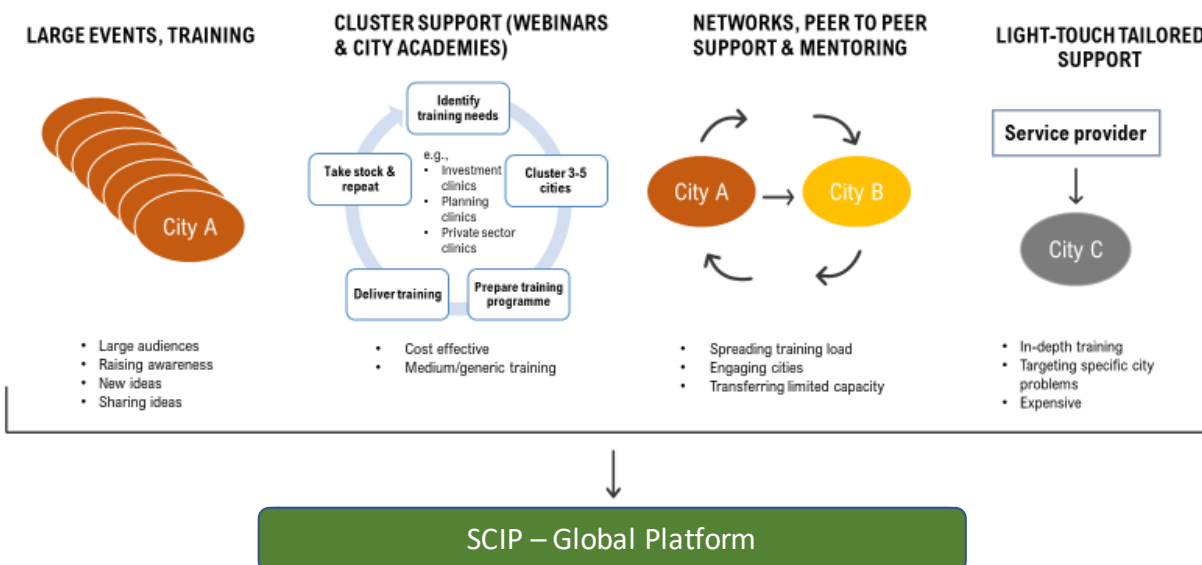 LARGE EVENTS, TRAINING
City A
• Large audiences
• Raising awareness
• New ideas
• Sharing ideas
CLUSTER SUPPORT (WEBINARS
& CITY ACADEMIES)
Identify
training needs
Cluster 3-5
cities
Prepare training
programme
Deliver training
Take stock &
repeat
e.g.,
• Investment
clinics
• Planning
clinics
• Private sector
clinics
• Cost effective
• Medium/generic training
NETWORKS, PEER TO PEER
SUPPORT & MENTORING
City A
City B
• Spreading training load
• Engaging cities
• Transferring limited capacity
LIGHT-TOUCH TAILORED
SUPPORT
Service provider
City C
• In-depth training
• Targeting specific city
problems
• Expensive
SCIP – Global Platform